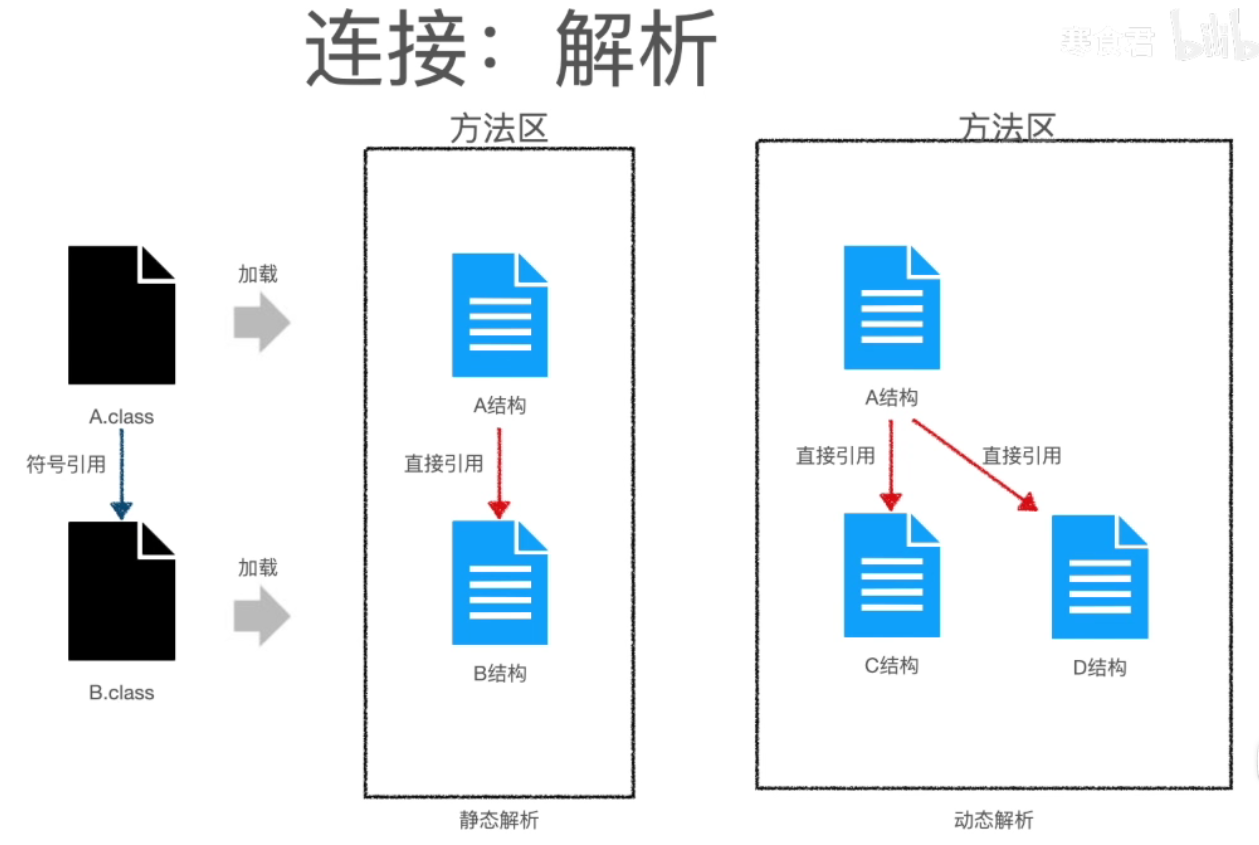 连接：解析
寒食君 bilib
方法区
方法区
加载
A.class
A结构
A结构
符号引用
直接引用
直接引用
直接引用
加载
B.class
B结构
C结构
D结构
静态解析
动态解析